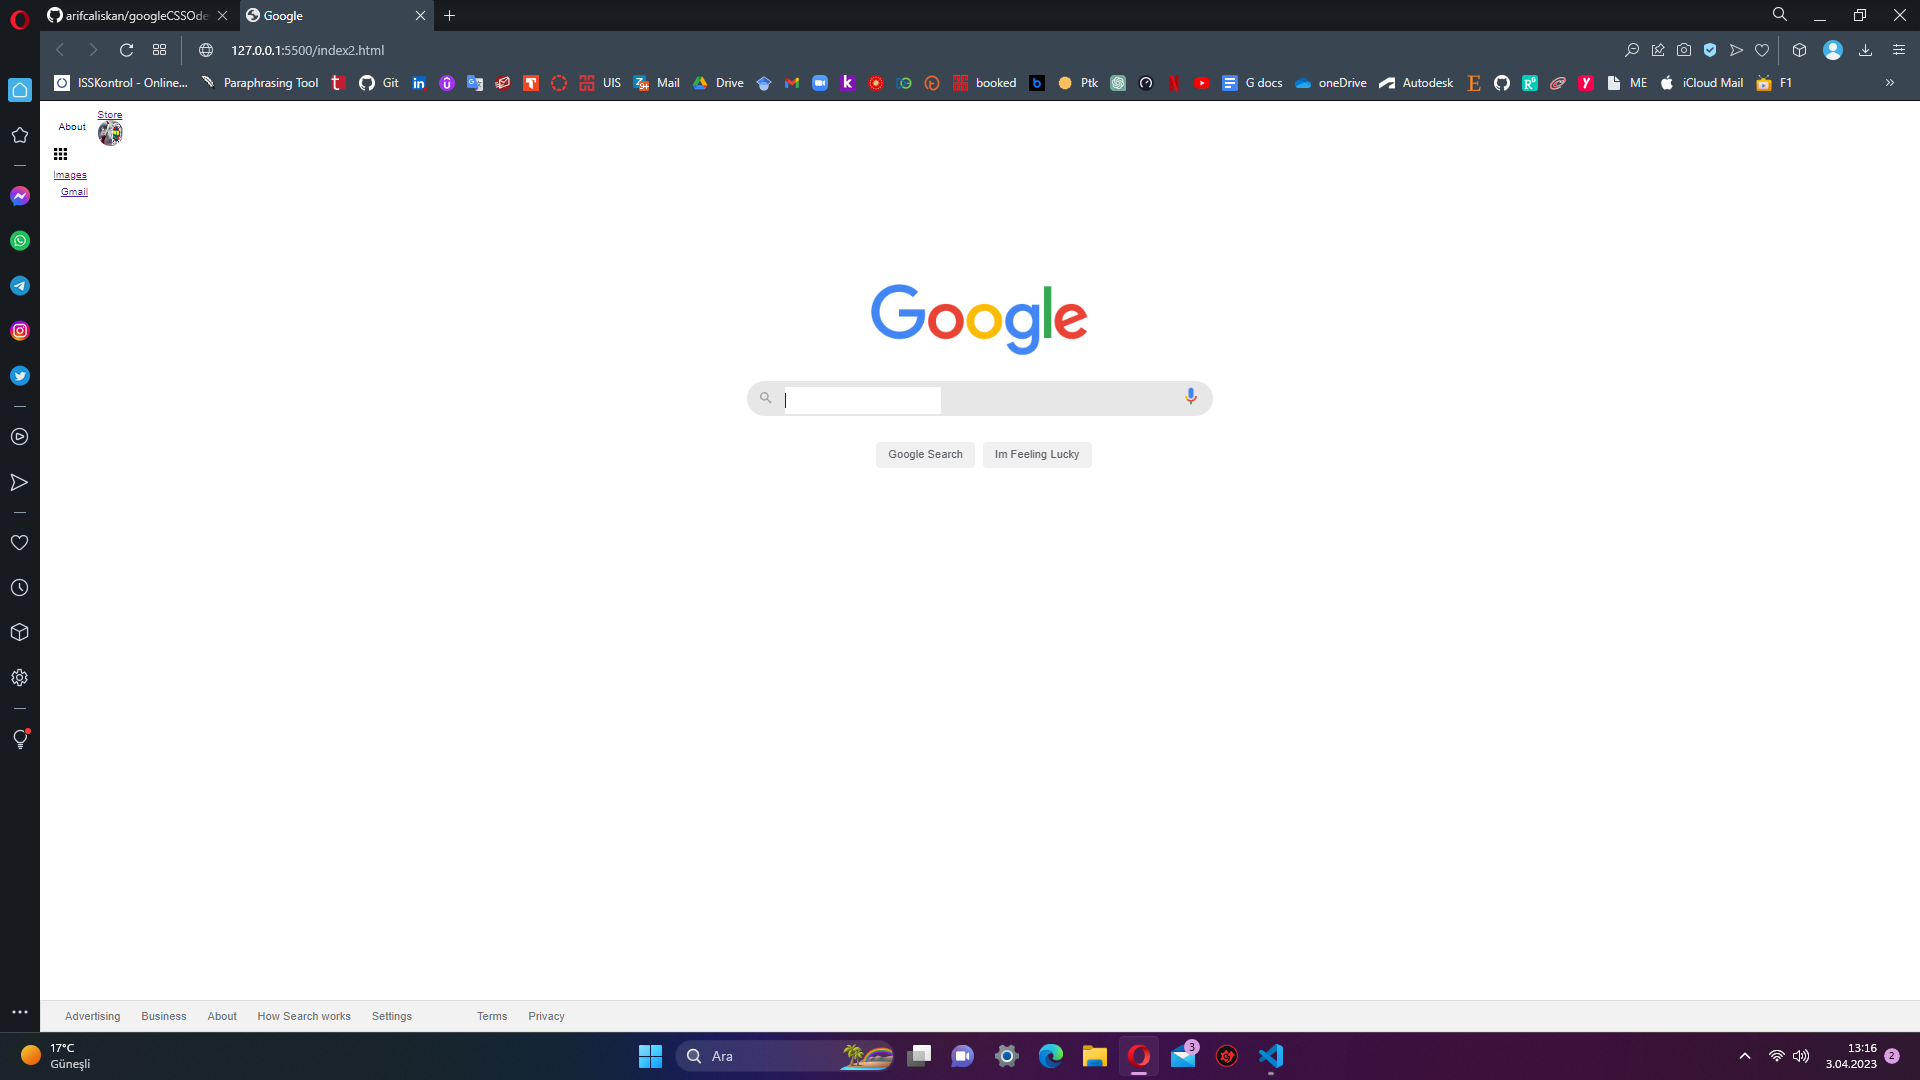 arifcaliskan/googleCSSOde
Google
127.0.0.1:5500/index2.html
ISSKontrol - Online...
Paraphrasing Tool
Git
UIS
Mail
Drive
booked
Ptk
G docs
oneDrive
Autodesk
ME
iCloud Mail
F1
Store
About
Images
Gmail
Google
Google Search
Im Feeling Lucky
Advertising
Business
About
How Search works
Settings
Terms
Privacy
17°C
Güneşli
Ara
3
13:16
3.04.2023
2